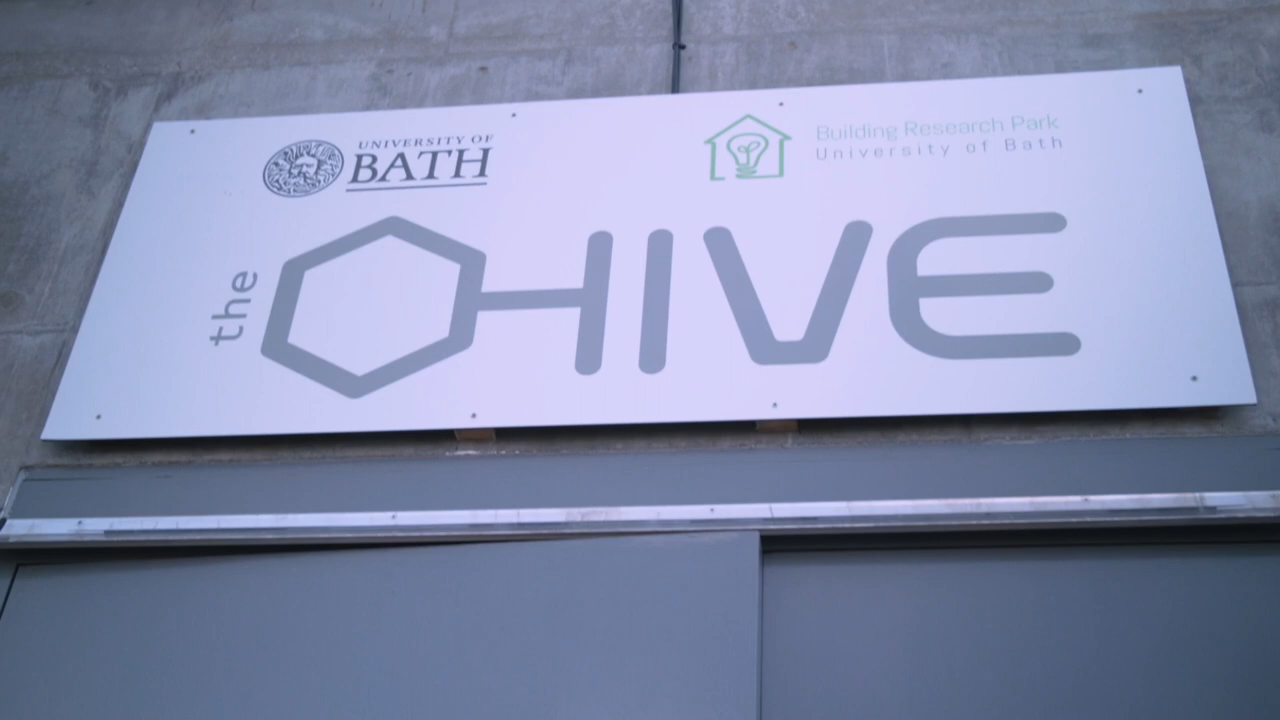 UNIVERSITY OF
BATH
Building Research Park
University of Bath
the
HIVE